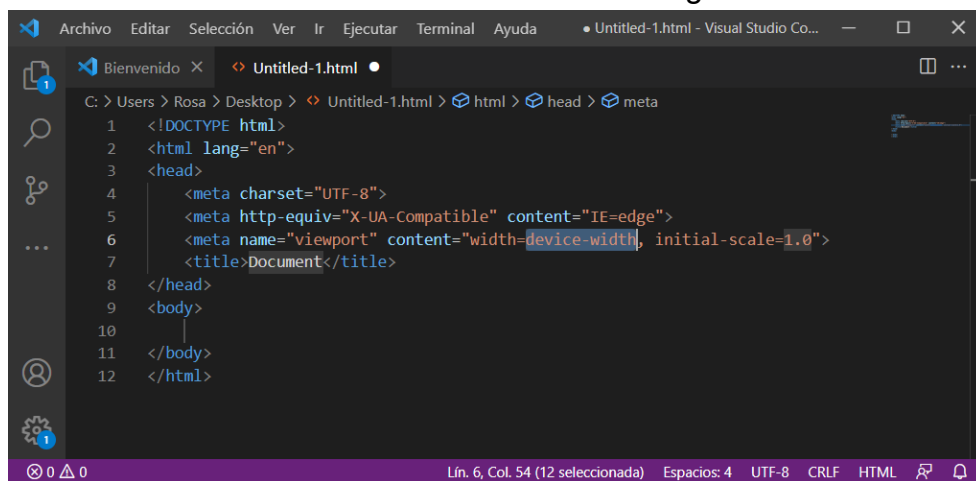 Archivo Editar Selección Ver Ir Ejecutar Terminal Ayuda ● Untitled-1.html - Visual Studio Co...
Bienvenido Untitled-1.html ●
C: > Users > Rosa > Desktop > Untitled-1.html > html > head > meta
1 <!DOCTYPE html>
2 <html lang="en">
3 <head>
4 <meta charset="UTF-8">
5 <meta http-equiv="X-UA-Compatible" content="IE=edge">
6 <meta name="viewport" content="width=device-width, initial-scale=1.0">
7 <title>Document</title>
8 </head>
9 <body>
10
11 </body>
12 </html>
1
1
0 0 Lín. 6, Col. 54 (12 seleccionada) Espacios: 4 UTF-8 CRLF HTML